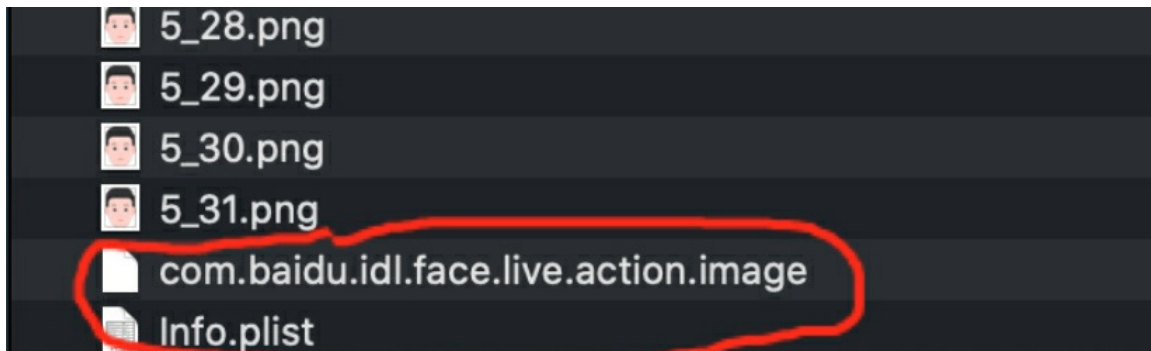 5_28.png
5_29.png
5_30.png
5_31.png
com.baidu.idl.face.live.action.image
Info.plist